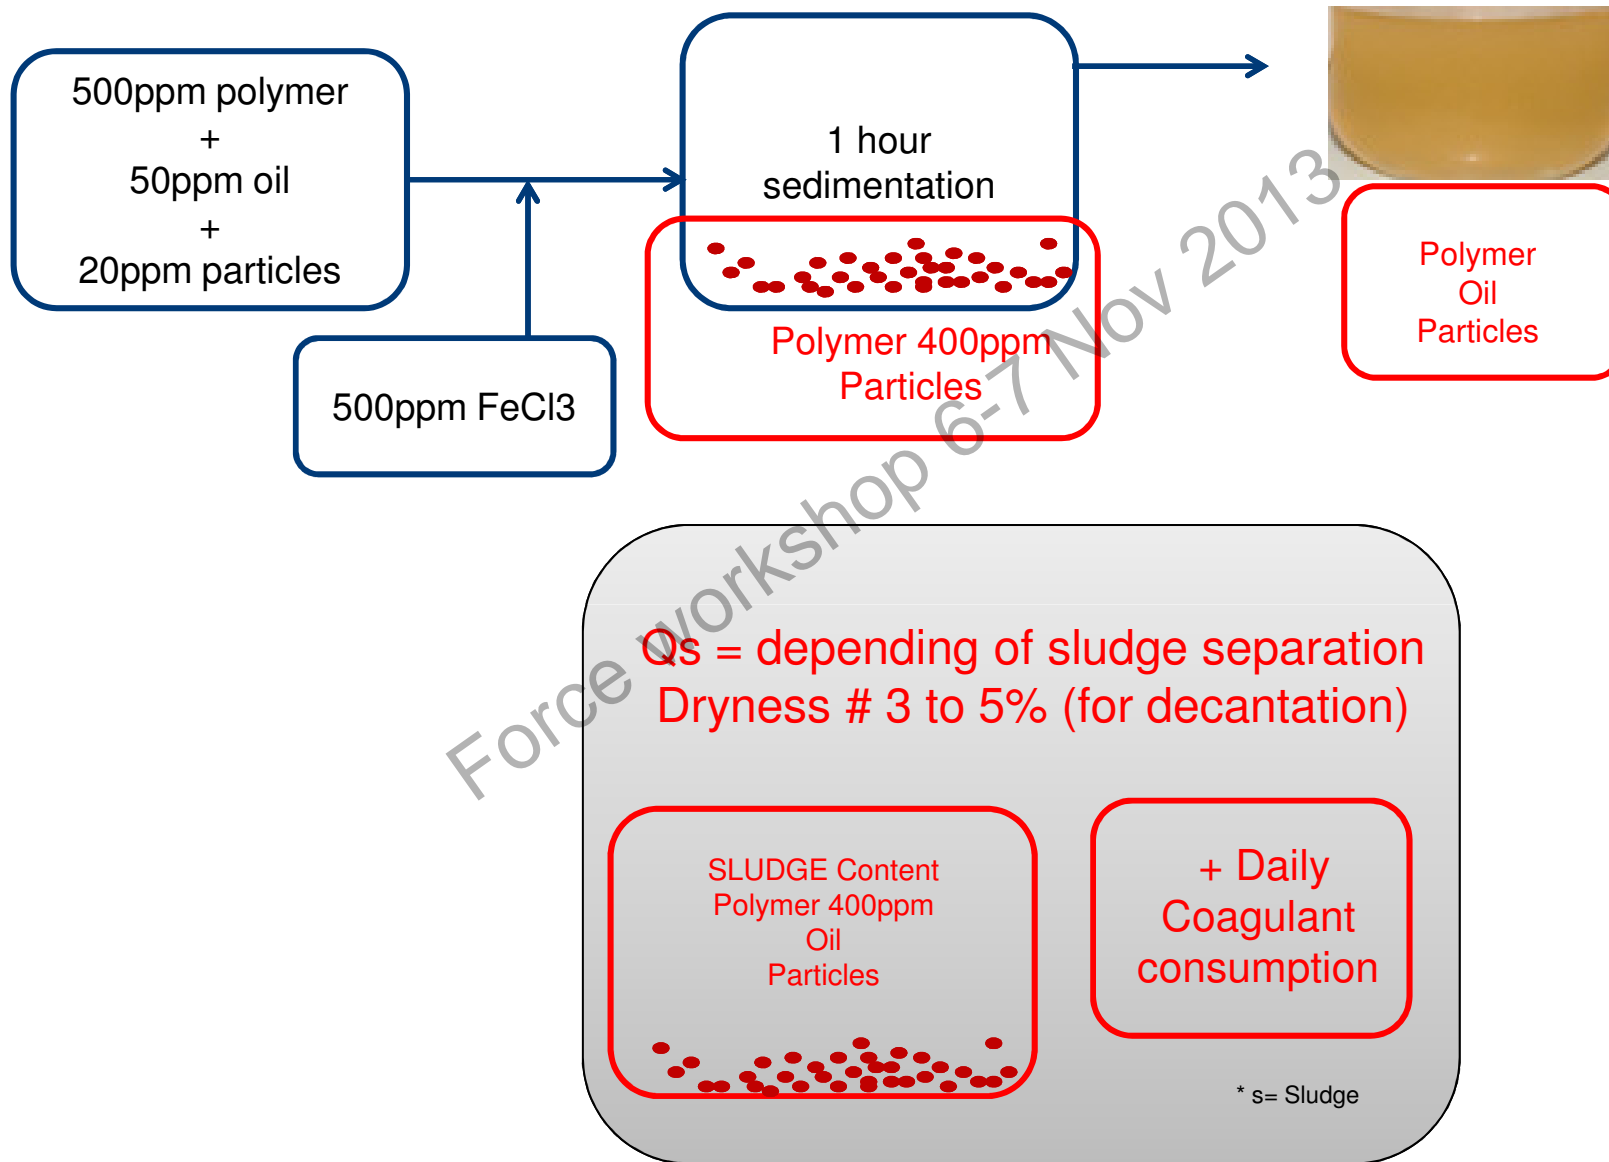 500ppm polymer
+
50ppm oil
+
20ppm particles
500ppm FeCl3
1 hour
sedimentation
Polymer 400ppm
Particles
Polymer
Oil
Particles
Force workshop 6-7 Nov 2013
Qs = depending of sludge separation
Dryness # 3 to 5% (for decantation)
SLUDGE Content
Polymer 400ppm
Oil
Particles
+ Daily
Coagulant
consumption
* s= Sludge